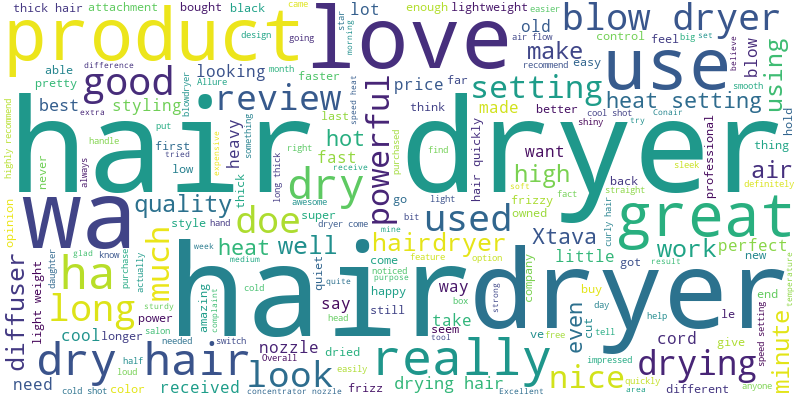 thick hair
attachment
bought
black
lot
enough
lightweight
easier
product
love
blow dryer
came
star
morning
design
going
old
air flow
recommend
big
set
difference
make
control
feel
use
blow
believe
smooth
using
able
pretty
good
looking
month
faster
price
far
easy
setting
heat setting
best
styling
Allure
blowdryer
review
powerful
think
made
better
cool shot
Conair
hold
highly recommend
extra
speed heat
last
shiny
try
thing
hair dryer
handle
put
something
hot
purchased
find
hair quickly
professional
never
always
first
tried
expensive
heavy
right
fast
want
sleek
definitely
low
thick
long thick
receive
dry
high
back
air
wa
quality
awesome
go
light
soft
fact
straight
opinion
style
hand
super
bit
used
frizzy
owned
great
doe
dryer come
mine
curly hair
diffuser
ha
much
week
heat
well
quiet
hairdryer
Xtava
work
perfect
glad
know
daughter
purchase
medium
noticed
purpose
feature
option
come
company
little
got
new
result
light weight
actually
cold
quite
hair
dryer
way
box
strong
buy
day
end
temperature
long
sturdy
amazing
complaint
happy
say
still
take
seem
even
help
le
speed setting
minute
power
salon
switch
head
cool
longer
nozzle
tool
ve
free
cut
tell
cord
give
dry hair
needed
Overall
dried
really
impressed
drying
half
loud
look
easily
nice
quickly
need
cold shot
color
received
concentrator nozzle
frizz
drying hair
Excellent
area
different
anyone